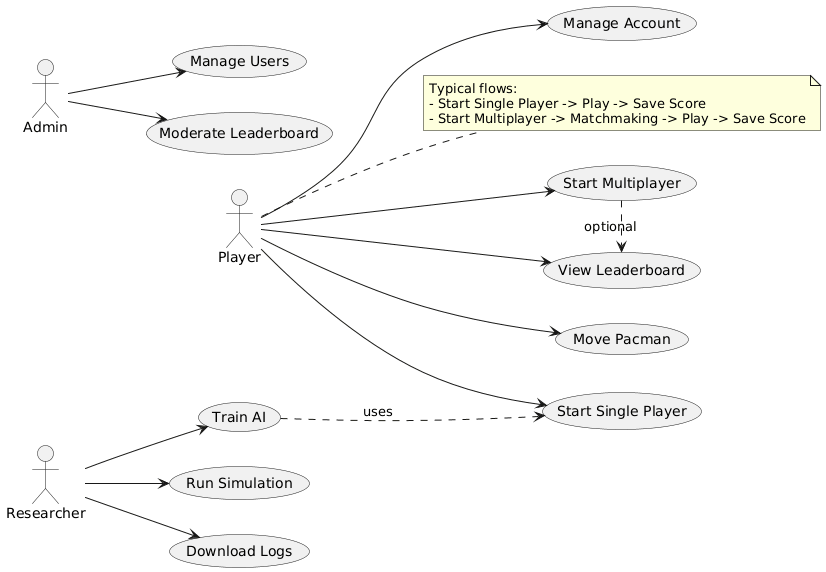 Manage Account
Manage Users
Typical flows:
- Start Single Player -> Play -> Save Score
- Start Multiplayer -> Matchmaking -> Play -> Save Score
Admin
Moderate Leaderboard
Start Multiplayer
optional
Player
View Leaderboard
Move Pacman
Train AI
uses
Start Single Player
Run Simulation
Researcher
Download Logs